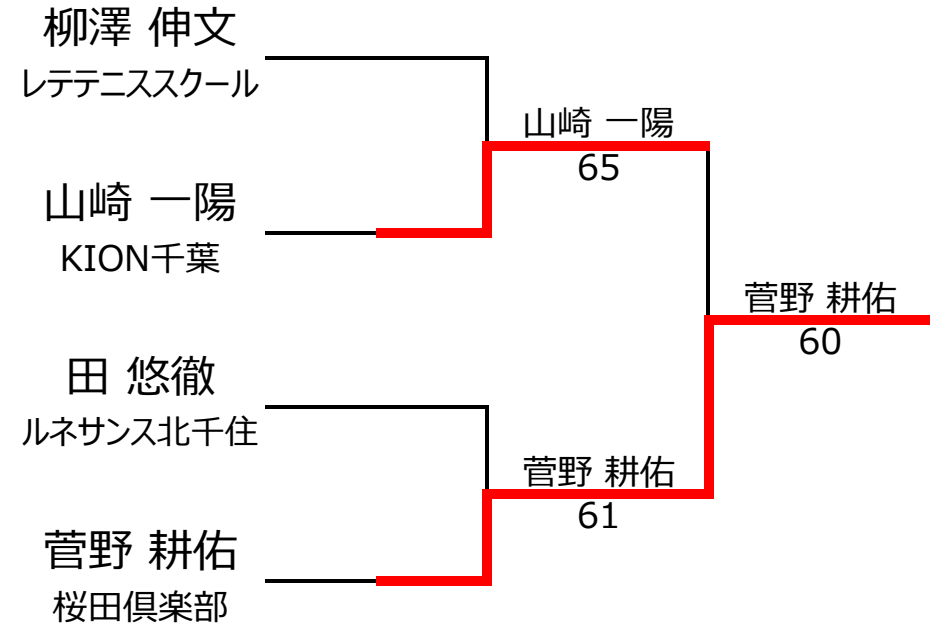 柳澤 伸文
レテテニススクール
山崎 一陽
65
山崎 一陽
KION千葉
菅野 耕佑
60
田 悠徹
ルネサンス北千住
菅野 耕佑
61
菅野 耕佑
桜田倶楽部